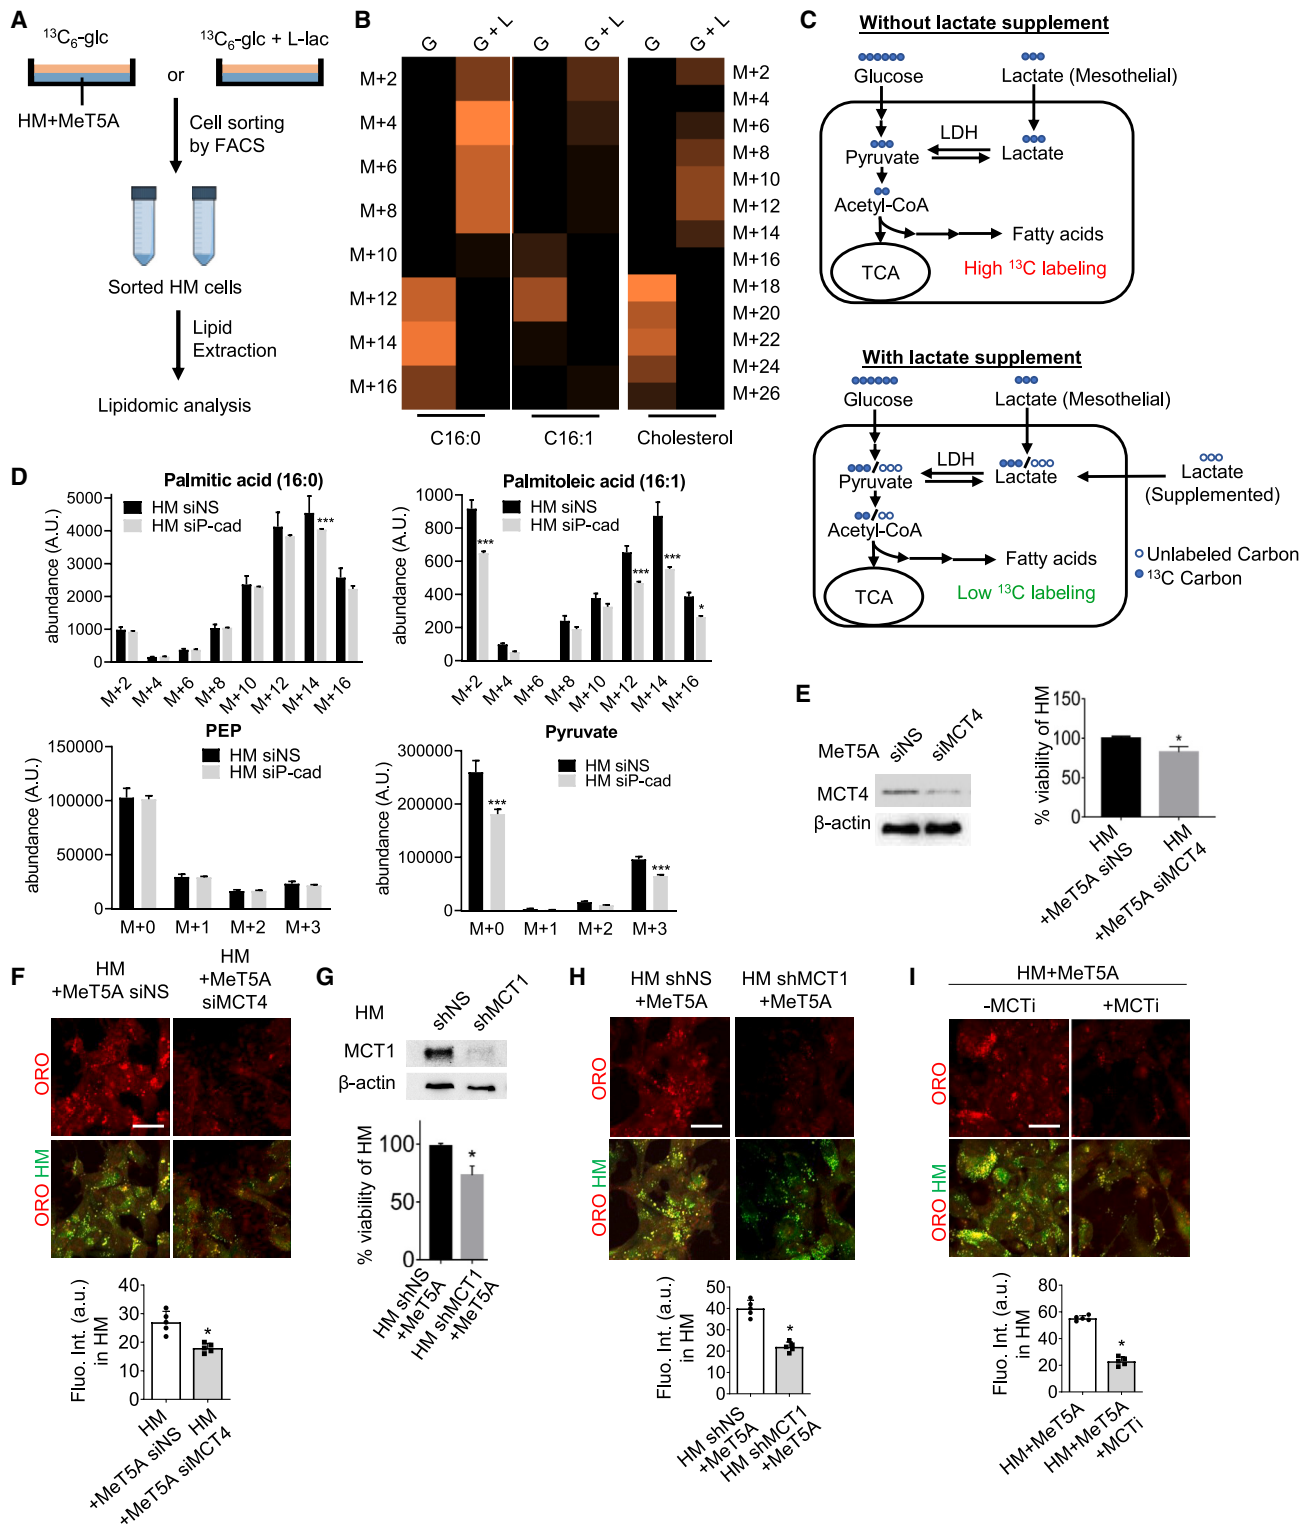 A
¹³C₆-glc
¹³C₆-glc + L-lac
or
HM+MeT5A
Cell sorting
by FACS
Sorted HM cells
Lipid
Extraction
Lipidomic analysis
B
G
G + L
G
G + L
G
G + L
M+2
M+4
M+6
M+8
M+10
M+12
M+14
M+16
M+2
M+4
M+6
M+8
M+10
M+12
M+14
M+16
M+18
M+20
M+22
M+24
M+26
C16:0
C16:1
Cholesterol
C
Without lactate supplement
Glucose
Lactate (Mesothelial)
LDH
Pyruvate
Lactate
Acetyl-CoA
Fatty acids
TCA
High ¹³C labeling
With lactate supplement
Glucose
Lactate (Mesothelial)
LDH
Pyruvate
Lactate
Lactate
(Supplemented)
Acetyl-CoA
Fatty acids
Unlabeled Carbon
¹³C Carbon
TCA
Low ¹³C labeling
D
Palmitic acid (16:0)
HM siNS
HM siP-cad
abundance (A.U.)
5000
4000
3000
2000
1000
0
***
M+2
M+4
M+6
M+8
M+10
M+12
M+14
M+16
Palmitoleic acid (16:1)
HM siNS
HM siP-cad
abundance (A.U.)
1000
800
600
400
200
0
***
***
***
*
M+2
M+4
M+6
M+8
M+10
M+12
M+14
M+16
PEP
HM siNS
HM siP-cad
abundance (A.U.)
150000
100000
50000
0
M+0
M+1
M+2
M+3
Pyruvate
HM siNS
HM siP-cad
abundance (A.U.)
300000
200000
100000
0
***
***
M+0
M+1
M+2
M+3
E
MeT5A
siNS
siMCT4
MCT4
β-actin
% viability of HM
150
100
50
0
*
HM
+MeT5A siNS
HM
+MeT5A siMCT4
F
HM
+MeT5A siNS
HM
+MeT5A
siMCT4
ORO
ORO HM
Fluo. Int. (a.u.)
in HM
40
30
20
10
0
*
HM
+MeT5A siNS
HM
+MeT5A siMCT4
G
HM
shNS
shMCT1
MCT1
β-actin
% viability of HM
100
50
0
*
HM shNS
+MeT5A
HM shMCT1
+MeT5A
H
HM shNS
+MeT5A
HM shMCT1
+MeT5A
ORO
ORO HM
Fluo. Int. (a.u.)
in HM
50
40
30
20
10
0
*
HM shNS
+MeT5A
HM shMCT1
+MeT5A
I
HM+MeT5A
-MCTi
+MCTi
ORO
ORO HM
Fluo. Int. (a.u.)
in HM
80
60
40
20
0
*
HM+MeT5A
HM+MeT5A
+MCTi